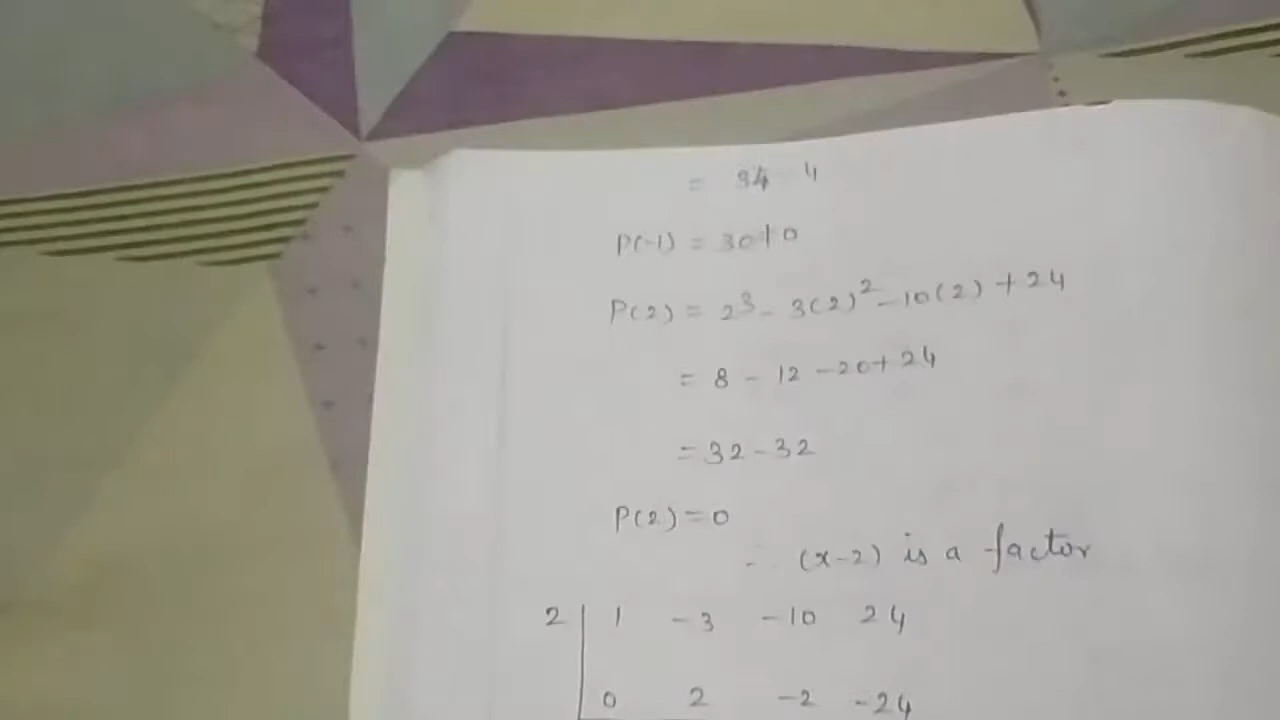 = 34 - 4
P(-1) = 30 ≠ 0
P(2) = 2³ - 3(2)² - 10(2) + 24
= 8 - 12 - 20 + 24
= 32 - 32
P(2) = 0
∴ (x-2) is a factor
2 | 1 -3 -10 24
0 2 -2 -24